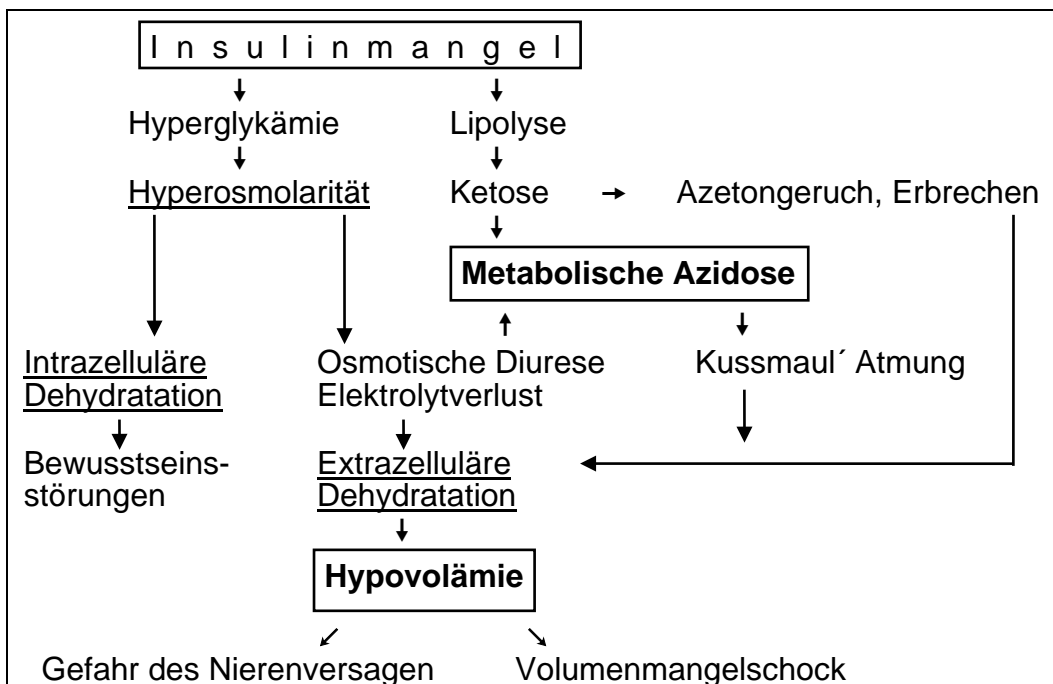 Insulinmangel
Hyperglykämie Lipolyse
Hyperosmolarität Ketose Azetongeruch, Erbrechen
Metabolische Azidose
Intrazelluläre Osmotische Diurese Kussmaul´ Atmung
Dehydratation Elektrolytverlust
Bewusstseins- Extrazelluläre
störungen Dehydratation
Hypovolämie
Gefahr des Nierenversagen Volumenmangelschock